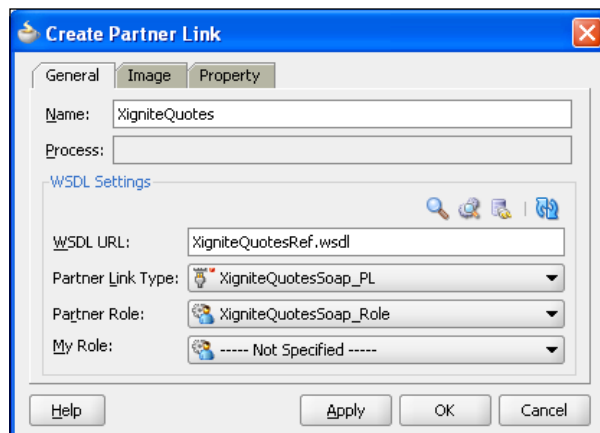 Create Partner Link
General Image Property
Name: XigniteQuotes
Process:
WSDL Settings
WSDL URL: XigniteQuotesRef.wsdl
Partner Link Type: XigniteQuotesSoap_PL
Partner Role: XigniteQuotesSoap_Role
My Role: ----- Not Specified -----
Help Apply OK Cancel